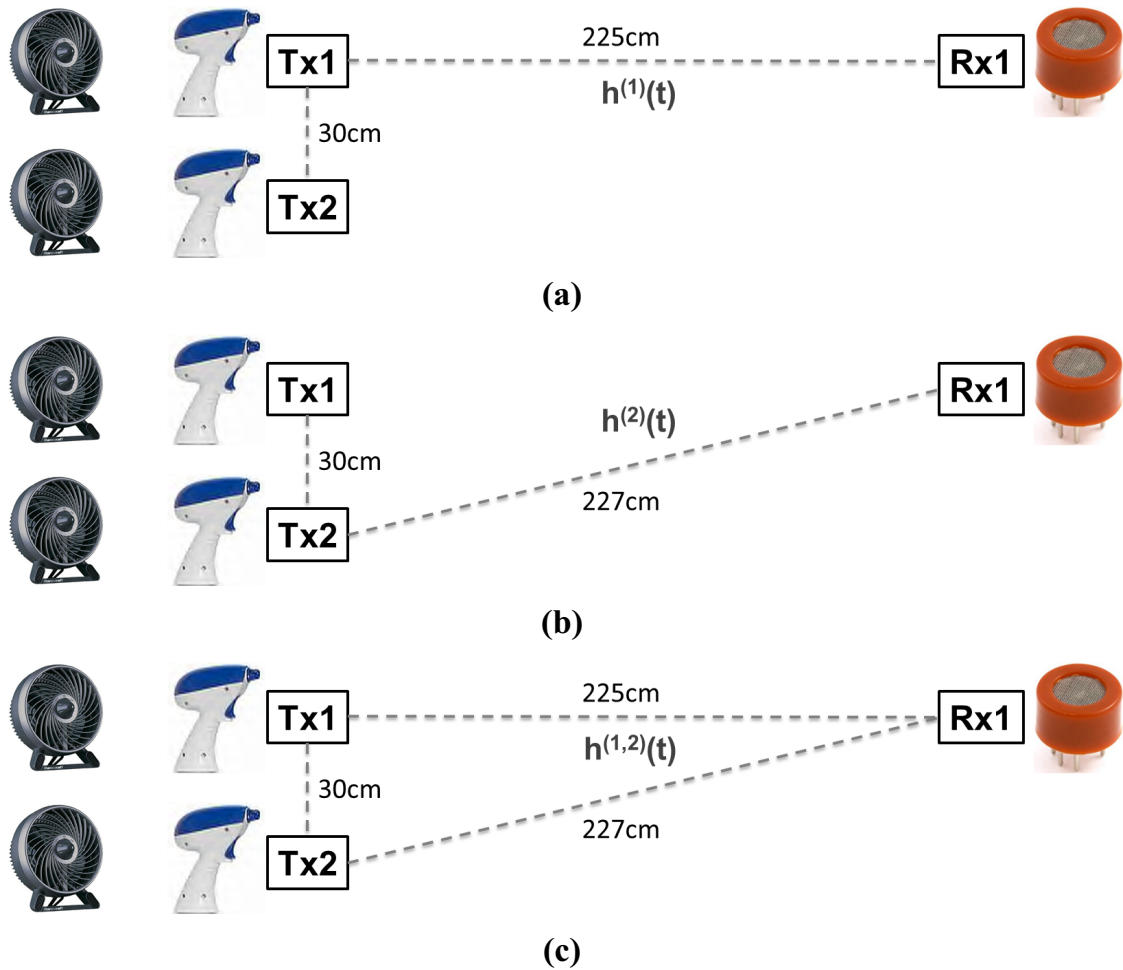 225cm
Tx1
Rx1
h(1)(t)
30cm
Tx2
(a)
Tx1
Rx1
h(2)(t)
30cm
227cm
Tx2
(b)
225cm
Tx1
Rx1
h(1,2)(t)
30cm
227cm
Tx2
(c)